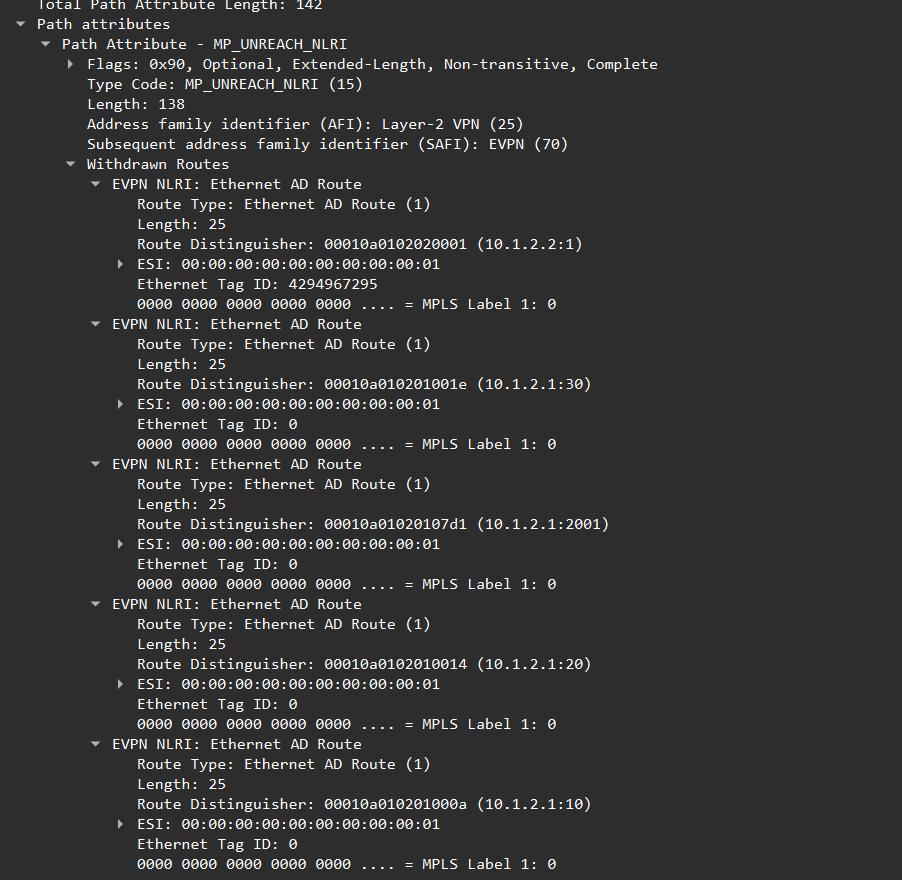 Total Path Attribute Length: 142
Path attributes
Path Attribute - MP_UNREACH_NLRI
Flags: 0x90, Optional, Extended-Length, Non-transitive, Complete
Type Code: MP_UNREACH_NLRI (15)
Length: 138
Address family identifier (AFI): Layer-2 VPN (25)
Subsequent address family identifier (SAFI): EVPN (70)
Withdrawn Routes
EVPN NLRI: Ethernet AD Route
Route Type: Ethernet AD Route (1)
Length: 25
Route Distinguisher: 00010a0102020001 (10.1.2.2:1)
ESI: 00:00:00:00:00:00:00:00:00:01
Ethernet Tag ID: 4294967295
0000 0000 0000 0000 0000 .... = MPLS Label 1: 0
EVPN NLRI: Ethernet AD Route
Route Type: Ethernet AD Route (1)
Length: 25
Route Distinguisher: 00010a010201001e (10.1.2.1:30)
ESI: 00:00:00:00:00:00:00:00:00:01
Ethernet Tag ID: 0
0000 0000 0000 0000 0000 .... = MPLS Label 1: 0
EVPN NLRI: Ethernet AD Route
Route Type: Ethernet AD Route (1)
Length: 25
Route Distinguisher: 00010a01020107d1 (10.1.2.1:2001)
ESI: 00:00:00:00:00:00:00:00:00:01
Ethernet Tag ID: 0
0000 0000 0000 0000 0000 .... = MPLS Label 1: 0
EVPN NLRI: Ethernet AD Route
Route Type: Ethernet AD Route (1)
Length: 25
Route Distinguisher: 00010a0102010014 (10.1.2.1:20)
ESI: 00:00:00:00:00:00:00:00:00:01
Ethernet Tag ID: 0
0000 0000 0000 0000 0000 .... = MPLS Label 1: 0
EVPN NLRI: Ethernet AD Route
Route Type: Ethernet AD Route (1)
Length: 25
Route Distinguisher: 00010a010201000a (10.1.2.1:10)
ESI: 00:00:00:00:00:00:00:00:00:01
Ethernet Tag ID: 0
0000 0000 0000 0000 0000 .... = MPLS Label 1: 0